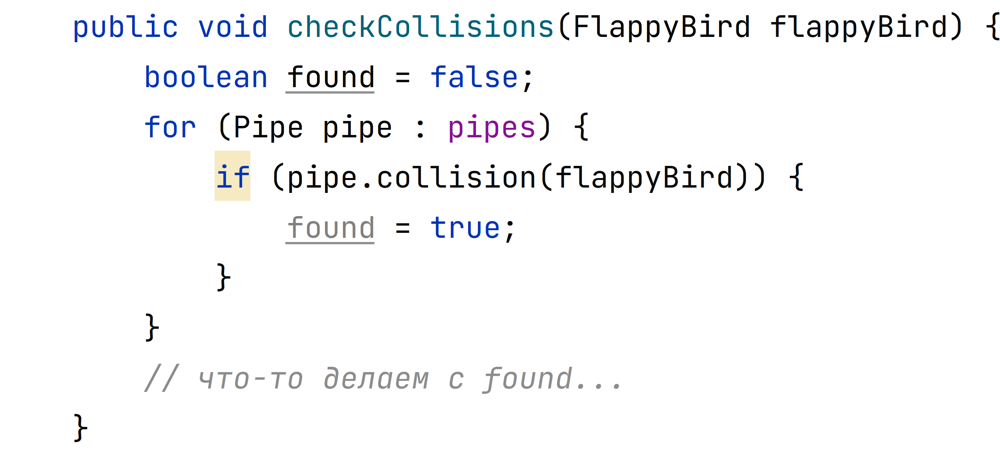 public void checkCollisions(FlappyBird flappyBird) {
    boolean found = false;
    for (Pipe pipe : pipes) {
        if (pipe.collision(flappyBird)) {
            found = true;
        }
    }
    // что-то делаем с found...
}